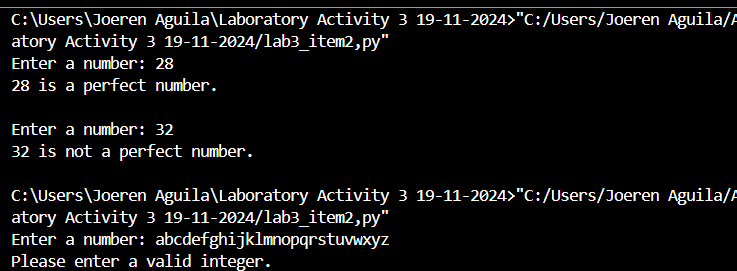 C:\Users\Joeren Aguila\Laboratory Activity 3 19-11-2024>"C:/Users/Joeren Aguila/A
atory Activity 3 19-11-2024/lab3_item2,py"
Enter a number: 28
28 is a perfect number.
Enter a number: 32
32 is not a perfect number.
C:\Users\Joeren Aguila\Laboratory Activity 3 19-11-2024>"C:/Users/Joeren Aguila/A
atory Activity 3 19-11-2024/lab3_item2,py"
Enter a number: abcdefghijklmnopqrstuvwxyz
Please enter a valid integer.